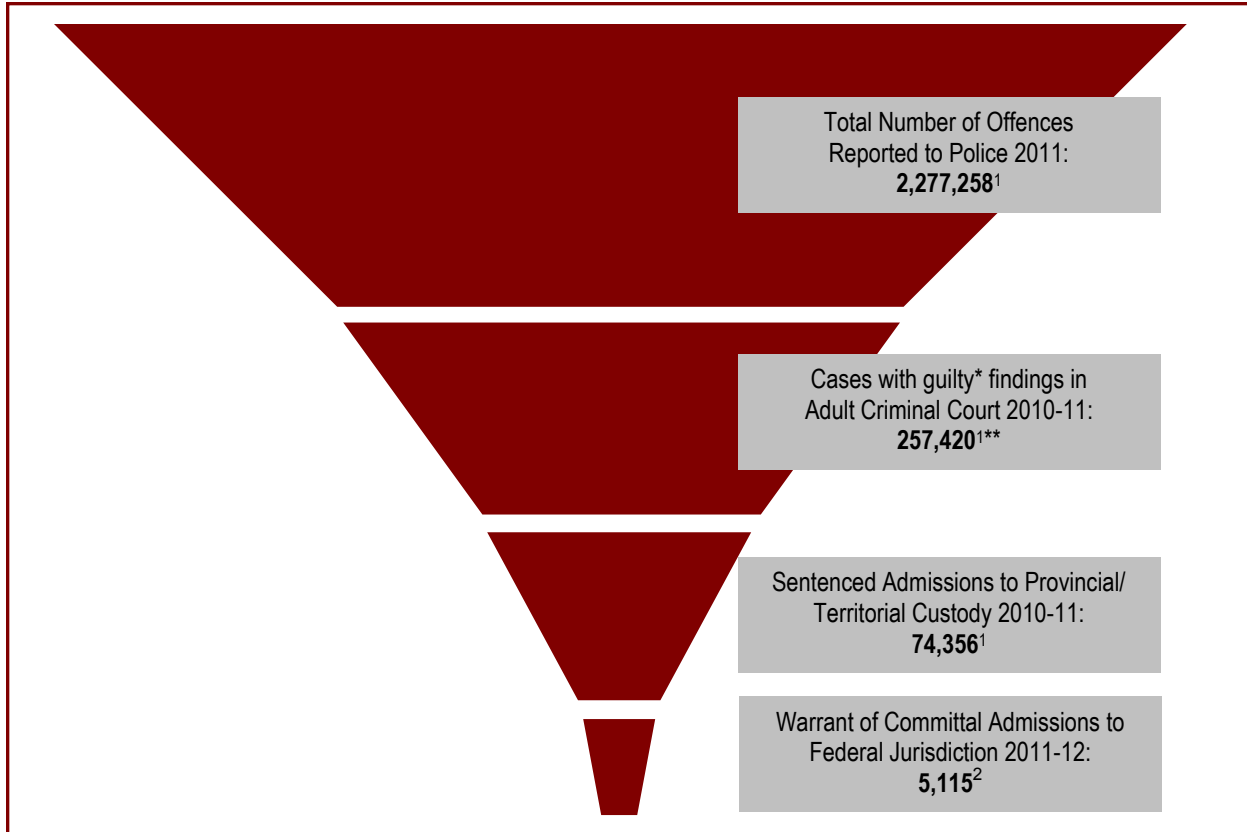 Total Number of Offences
Reported to Police 2011:
2,277,258¹
Cases with guilty* findings in
Adult Criminal Court 2010-11:
257,420¹**
Sentenced Admissions to Provincial/
Territorial Custody 2010-11:
74,356¹
Warrant of Committal Admissions to
Federal Jurisdiction 2011-12:
5,115²